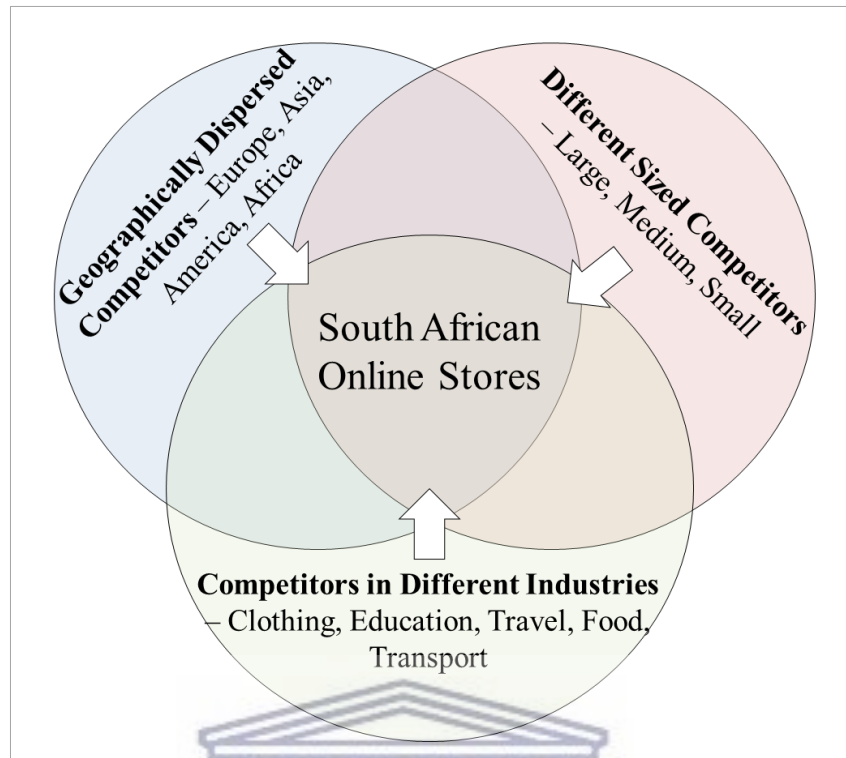 Geographically Dispersed
Competitors – Europe, Asia,
America, Africa
Different Sized Competitors
– Large, Medium, Small
South African
Online Stores
Competitors in Different Industries
– Clothing, Education, Travel, Food,
Transport